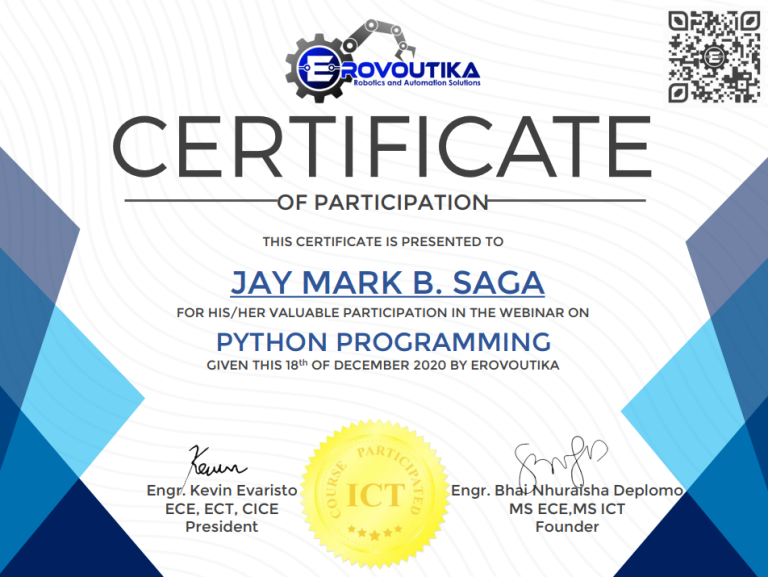 EROVOUTIKA
Robotics and Automation Solutions
CERTIFICATE
OF PARTICIPATION
THIS CERTIFICATE IS PRESENTED TO
JAY MARK B. SAGA
FOR HIS/HER VALUABLE PARTICIPATION IN THE WEBINAR ON
PYTHON PROGRAMMING
GIVEN THIS 18th OF DECEMBER 2020 BY EROVOUTIKA
Kevin
Engr. Kevin Evaristo
ECE, ECT, CICE
President
COURSE PARTICIPATED
ICT
Engr. Bhai Nhuraisha Deplomo
MS ECE,MS ICT
Founder